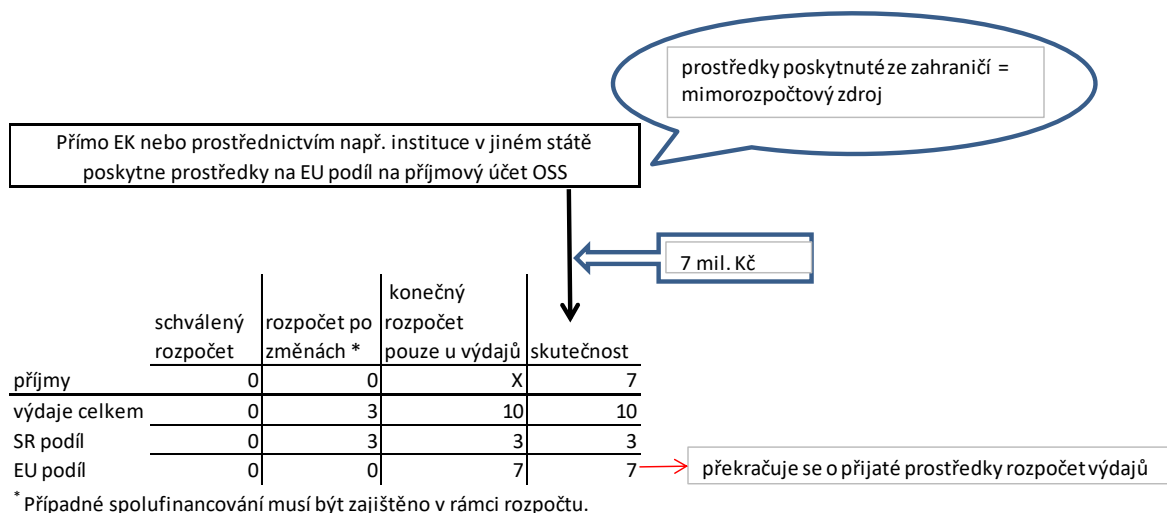 prostředky poskytnuté ze zahraničí =
mimorozpočtový zdroj
Přímo EK nebo prostřednictvím např. instituce v jiném státě
poskytne prostředky na EU podíl na příjmový účet OSS
7 mil. Kč
schválený rozpočet | rozpočet po změnách * | konečný rozpočet pouze u výdajů | skutečnost
příjmy 0 0 X 7
výdaje celkem 0 3 10 10
SR podíl 0 3 3 3
EU podíl 0 0 7 7
překračuje se o přijaté prostředky rozpočet výdajů
* Případné spolufinancování musí být zajištěno v rámci rozpočtu.